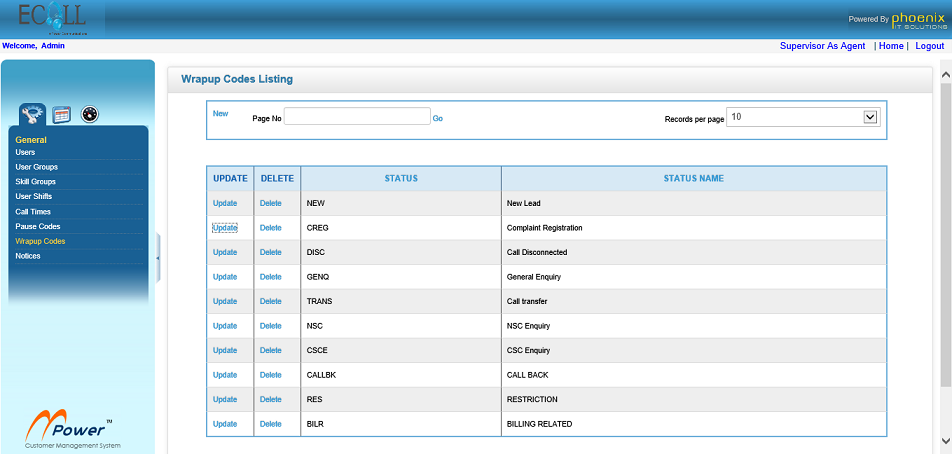 ECALL
Powered By phoenix
IT SOLUTIONS
Welcome, Admin
Supervisor As Agent | Home | Logout
Wrapup Codes Listing
New Page No Go Records per page 10
General
Users
User Groups
Skill Groups
User Shifts
Call Times
Pause Codes
Wrapup Codes
Notices
UPDATE DELETE STATUS STATUS NAME
Update Delete NEW New Lead
Update Delete CREG Complaint Registration
Update Delete DISC Call Disconnected
Update Delete GENQ General Enquiry
Update Delete TRANS Call transfer
Update Delete NSC NSC Enquiry
Update Delete CSCE CSC Enquiry
Update Delete CALLBK CALL BACK
Update Delete RES RESTRICTION
Update Delete BILR BILLING RELATED
mPower™
Customer Management System